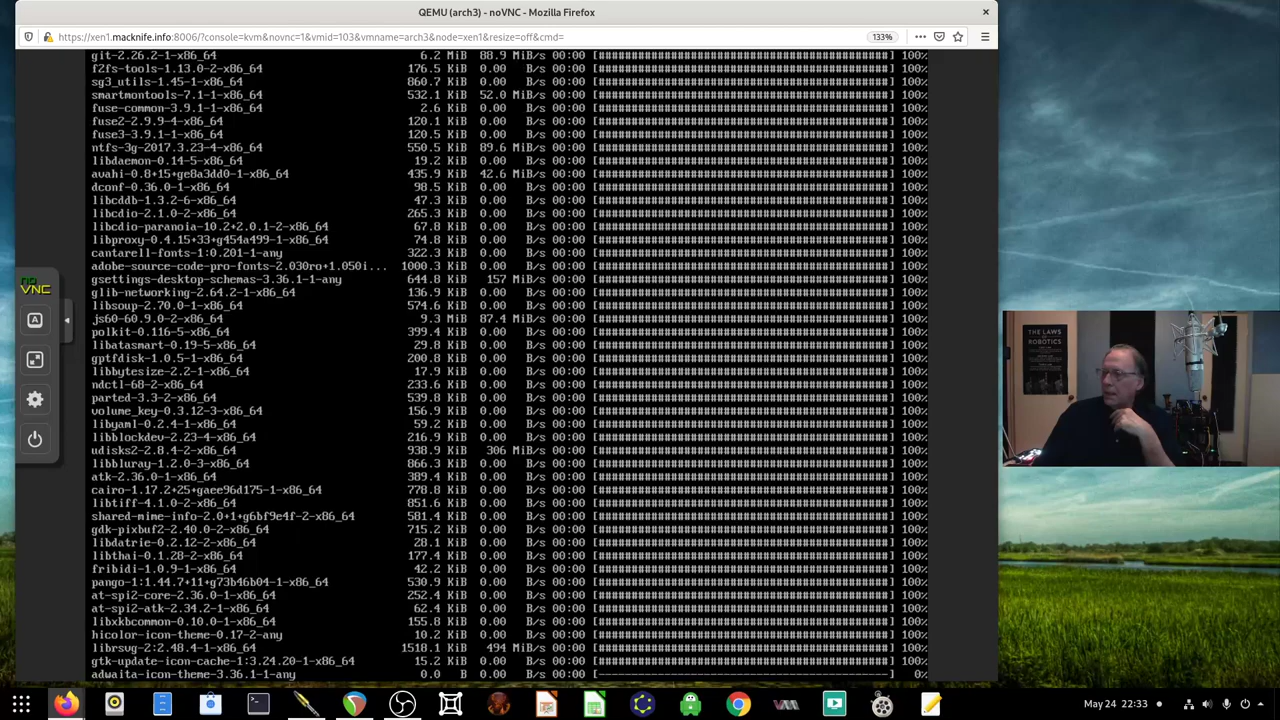 QEMU (arch3) - noVNC - Mozilla Firefox
https://xen1.macknife.info:8006/?console=kvm&novnc=1&vmid=103&vmname=arch3&node=xen1&resize=off&cmd=
133%
git-2.26.2-1-x86_64 6.2 MiB 88.9 MiB/s 00:00 [######################################] 100%
f2fs-tools-1.13.0-2-x86_64 176.5 KiB 0.00 B/s 00:00 [######################################] 100%
sg3_utils-1.45-1-x86_64 860.7 KiB 0.00 B/s 00:00 [######################################] 100%
smartmontools-7.1-1-x86_64 532.1 KiB 52.0 MiB/s 00:00 [######################################] 100%
fuse-common-3.9.1-1-x86_64 2.6 KiB 0.00 B/s 00:00 [######################################] 100%
fuse2-2.9.9-4-x86_64 120.1 KiB 0.00 B/s 00:00 [######################################] 100%
fuse3-3.9.1-1-x86_64 120.5 KiB 0.00 B/s 00:00 [######################################] 100%
ntfs-3g-2017.3.23-4-x86_64 550.5 KiB 89.6 MiB/s 00:00 [######################################] 100%
libdaemon-0.14-5-x86_64 19.2 KiB 0.00 B/s 00:00 [######################################] 100%
avahi-0.8+15+ge8a3dd0-1-x86_64 435.9 KiB 42.6 MiB/s 00:00 [######################################] 100%
dconf-0.36.0-1-x86_64 98.5 KiB 0.00 B/s 00:00 [######################################] 100%
libcddb-1.3.2-6-x86_64 47.3 KiB 0.00 B/s 00:00 [######################################] 100%
libcdio-2.1.0-2-x86_64 265.3 KiB 0.00 B/s 00:00 [######################################] 100%
libcdio-paranoia-10.2+2.0.1-2-x86_64 67.8 KiB 0.00 B/s 00:00 [######################################] 100%
libproxy-0.4.15+33+g454a499-1-x86_64 74.8 KiB 0.00 B/s 00:00 [######################################] 100%
cantarell-fonts-1:0.201-1-any 322.3 KiB 0.00 B/s 00:00 [######################################] 100%
adobe-source-code-pro-fonts-2.030ro+1.050i... 1000.3 KiB 0.00 B/s 00:00 [######################################] 100%
gsettings-desktop-schemas-3.36.1-1-any 644.8 KiB 157 MiB/s 00:00 [######################################] 100%
glib-networking-2.64.2-1-x86_64 136.9 KiB 0.00 B/s 00:00 [######################################] 100%
libsoup-2.70.0-1-x86_64 574.6 KiB 0.00 B/s 00:00 [######################################] 100%
js60-60.9.0-2-x86_64 9.3 MiB 87.4 MiB/s 00:00 [######################################] 100%
polkit-0.116-5-x86_64 399.4 KiB 0.00 B/s 00:00 [######################################] 100%
libatasmart-0.19-5-x86_64 29.8 KiB 0.00 B/s 00:00 [######################################] 100%
gptfdisk-1.0.5-1-x86_64 200.8 KiB 0.00 B/s 00:00 [######################################] 100%
libbytesize-2.2-1-x86_64 17.9 KiB 0.00 B/s 00:00 [######################################] 100%
ndctl-68-2-x86_64 233.6 KiB 0.00 B/s 00:00 [######################################] 100%
parted-3.3-2-x86_64 539.8 KiB 0.00 B/s 00:00 [######################################] 100%
volume_key-0.3.12-3-x86_64 156.9 KiB 0.00 B/s 00:00 [######################################] 100%
libyaml-0.2.4-1-x86_64 59.2 KiB 0.00 B/s 00:00 [######################################] 100%
libblockdev-2.23-4-x86_64 216.9 KiB 0.00 B/s 00:00 [######################################] 100%
udisks2-2.8.4-2-x86_64 938.9 KiB 306 MiB/s 00:00 [######################################] 100%
libbluray-1.2.0-3-x86_64 866.3 KiB 0.00 B/s 00:00 [######################################] 100%
atk-2.36.0-1-x86_64 389.4 KiB 0.00 B/s 00:00 [######################################] 100%
cairo-1.17.2+25+gaee96d175-1-x86_64 778.8 KiB 0.00 B/s 00:00 [######################################] 100%
libtiff-4.1.0-2-x86_64 851.6 KiB 0.00 B/s 00:00 [######################################] 100%
shared-mime-info-2.0+1+g6bf9e4f-2-x86_64 581.4 KiB 0.00 B/s 00:00 [######################################] 100%
gdk-pixbuf2-2.40.0-2-x86_64 715.2 KiB 0.00 B/s 00:00 [######################################] 100%
libdatrie-0.2.12-2-x86_64 28.1 KiB 0.00 B/s 00:00 [######################################] 100%
libthai-0.1.28-2-x86_64 177.4 KiB 0.00 B/s 00:00 [######################################] 100%
fribidi-1.0.9-1-x86_64 42.2 KiB 0.00 B/s 00:00 [######################################] 100%
pango-1:1.44.7+11+g73b46b04-1-x86_64 530.9 KiB 0.00 B/s 00:00 [######################################] 100%
at-spi2-core-2.36.0-1-x86_64 252.4 KiB 0.00 B/s 00:00 [######################################] 100%
at-spi2-atk-2.34.2-1-x86_64 62.4 KiB 0.00 B/s 00:00 [######################################] 100%
libxkbcommon-0.10.0-1-x86_64 155.8 KiB 0.00 B/s 00:00 [######################################] 100%
hicolor-icon-theme-0.17-2-any 10.2 KiB 0.00 B/s 00:00 [######################################] 100%
librsvg-2:2.48.4-1-x86_64 1518.1 KiB 494 MiB/s 00:00 [######################################] 100%
gtk-update-icon-cache-1:3.24.20-1-x86_64 15.2 KiB 0.00 B/s 00:00 [######################################] 100%
adwaita-icon-theme-3.36.1-1-any 0.0 B 0.00 B/s 00:00 [--------------------------------------] 0%
no
VNC
A
THE LAWS
OF
ROBOTICS
May 24 22:33